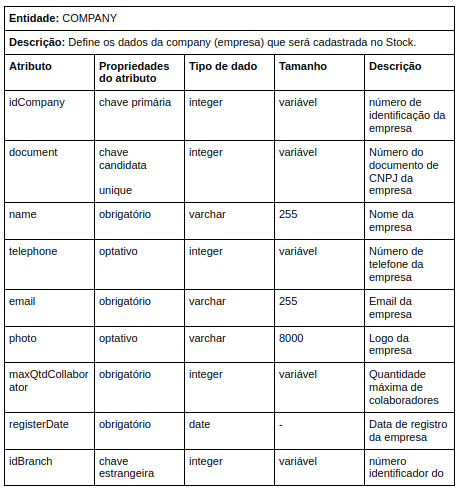 Entidade: COMPANY
Descrição: Define os dados da company (empresa) que será cadastrada no Stock.
Atributo Propriedades do atributo Tipo de dado Tamanho Descrição
idCompany chave primária integer variável número de identificação da empresa
document chave candidata unique integer variável Número do documento de CNPJ da empresa
name obrigatório varchar 255 Nome da empresa
telephone optativo integer variável Número de telefone da empresa
email obrigatório varchar 255 Email da empresa
photo optativo varchar 8000 Logo da empresa
maxQtdCollaborator obrigatório integer variável Quantidade máxima de colaboradores
registerDate obrigatório date - Data de registro da empresa
idBranch chave estrangeira integer variável número identificador do